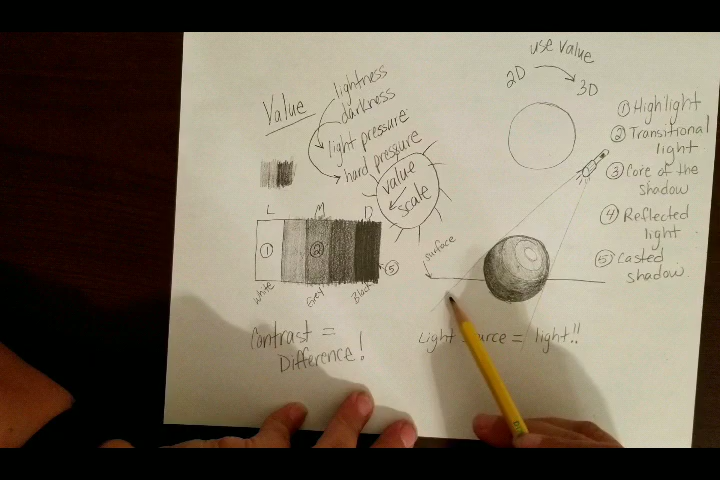 Value
lightness
darkness
light pressure
hard pressure
value
scale
L M D
① ② ⑤
White Grey Black
Contrast =
Difference!
use value
2D 3D
① Highlight
② Transitional
light
③ Core of the
shadow
④ Reflected
light
⑤ Casted
shadow
surface
Light source = light!!